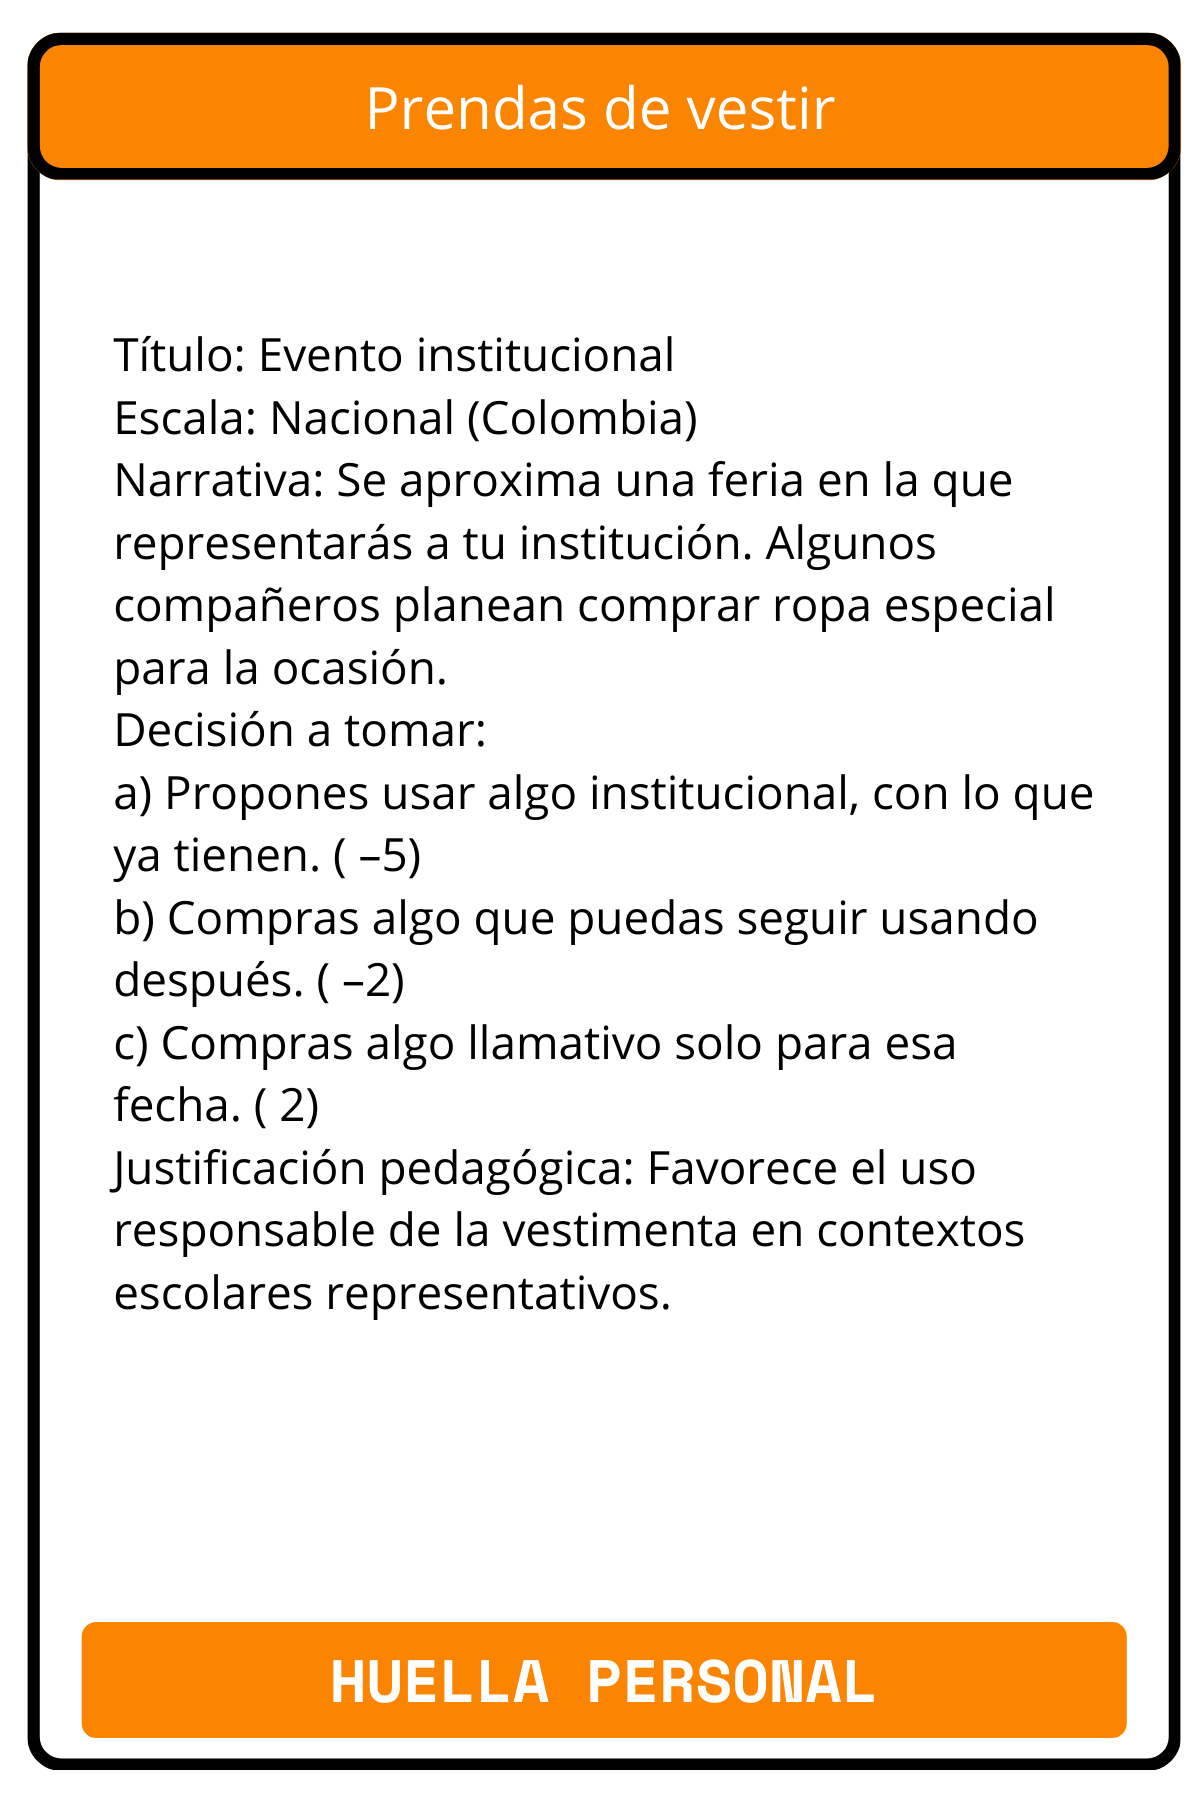 Prendas de vestir
Título: Evento institucional
Escala: Nacional (Colombia)
Narrativa: Se aproxima una feria en la que
representarás a tu institución. Algunos
compañeros planean comprar ropa especial
para la ocasión.
Decisión a tomar:
a) Propones usar algo institucional, con lo que
ya tienen. ( –5)
b) Compras algo que puedas seguir usando
después. ( –2)
c) Compras algo llamativo solo para esa
fecha. ( 2)
Justificación pedagógica: Favorece el uso
responsable de la vestimenta en contextos
escolares representativos.
HUELLA PERSONAL